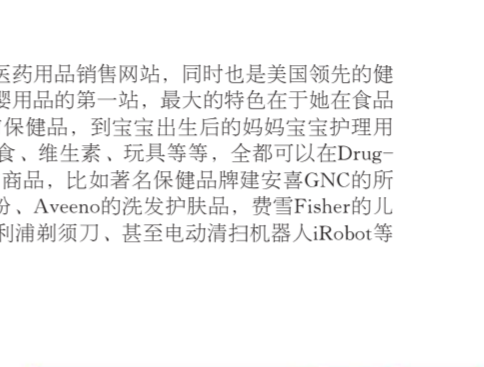 医药用品销售网站，同时也是美国领先的健
婴用品的第一站，最大的特色在于她在食品
保健品，到宝宝出生后的妈妈宝宝护理用
食、维生素、玩具等等，全都可以在Drug-
商品，比如著名保健品牌建安喜GNC的所
、Aveeno的洗发护肤品，费雪Fisher的儿
利浦剃须刀、甚至电动清扫机器人iRobot等